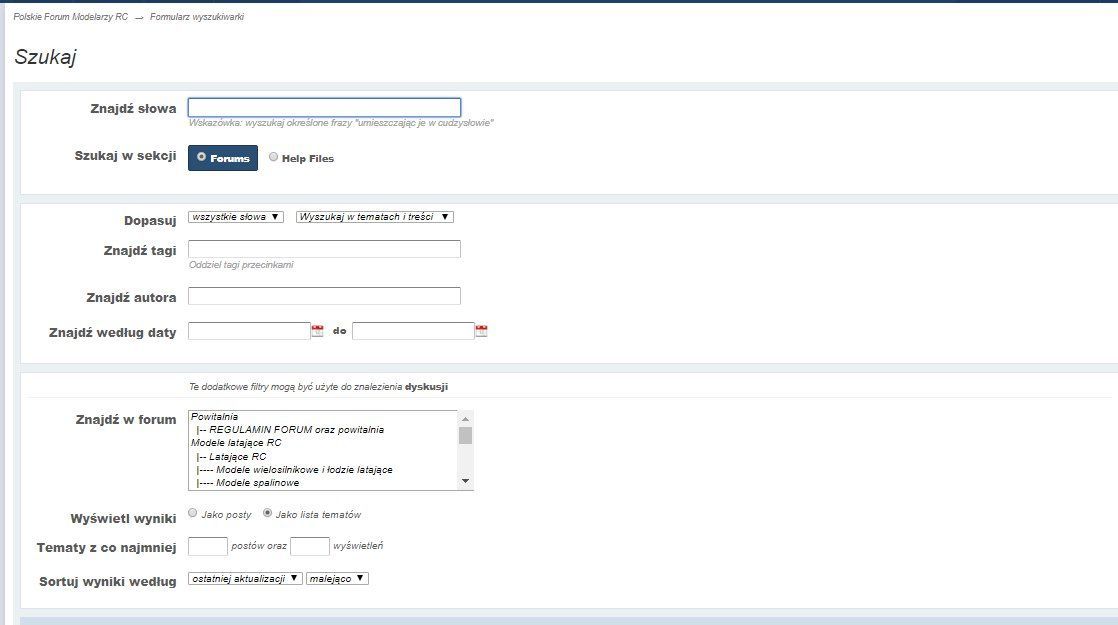 Polskie Forum Modelarzy RC → Formularz wyszukiwarki
Szukaj
Znajdź słowa
Wskazówka: wyszukaj określone frazy "umieszczając je w cudzysłowie"
Szukaj w sekcji Forums Help Files
Dopasuj wszystkie słowa ▼ Wyszukaj w tematach i treści ▼
Znajdź tagi
Oddziel tagi przecinkami
Znajdź autora
Znajdź według daty do
Te dodatkowe filtry mogą być użyte do znalezienia dyskusji
Znajdź w forum Powitalnia
|-- REGULAMIN FORUM oraz powitalnia
Modele latające RC
|-- Latające RC
|---- Modele wielosilnikowe i łodzie latające
|---- Modele spalinowe
Wyświetl wyniki Jako posty Jako lista tematów
Tematy z co najmniej postów oraz wyświetleń
Sortuj wyniki według ostatniej aktualizacji ▼ malejąco ▼